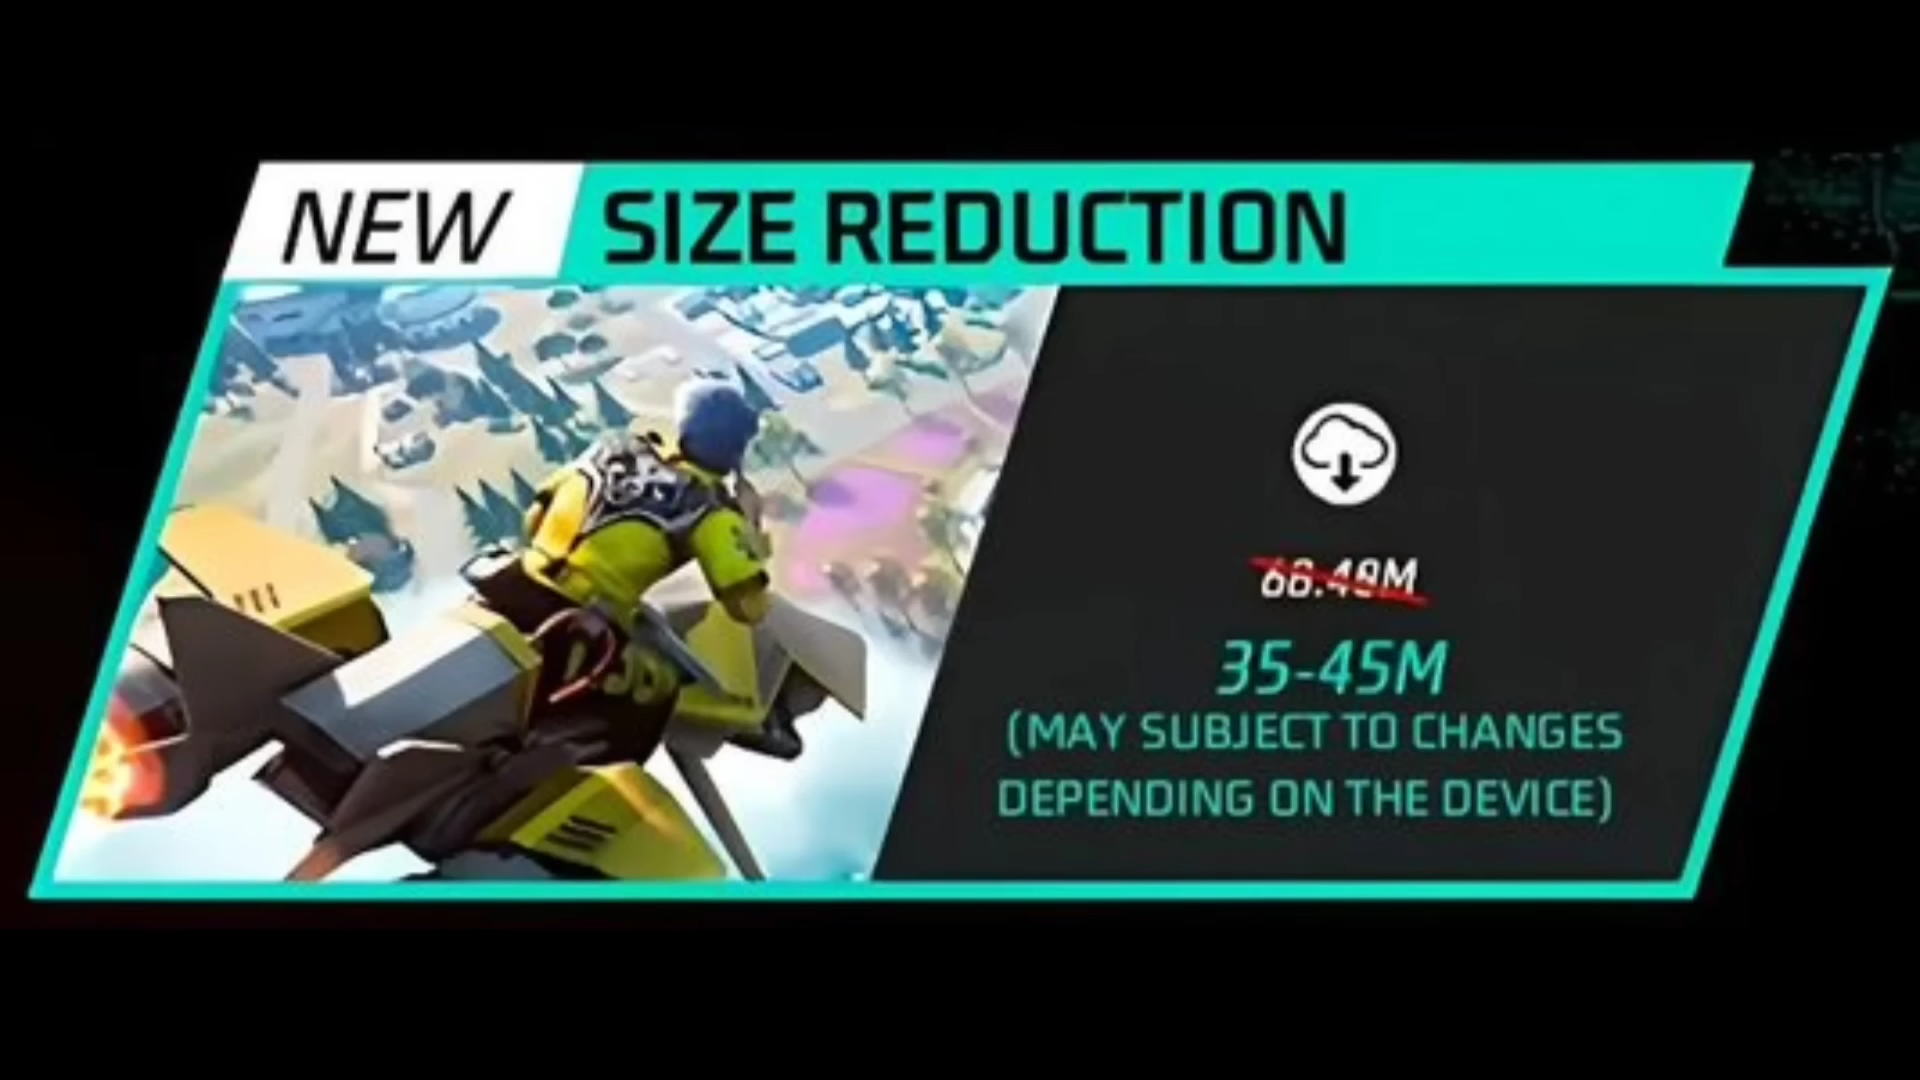 NEW SIZE REDUCTION
35-45M
(MAY SUBJECT TO CHANGES
DEPENDING ON THE DEVICE)